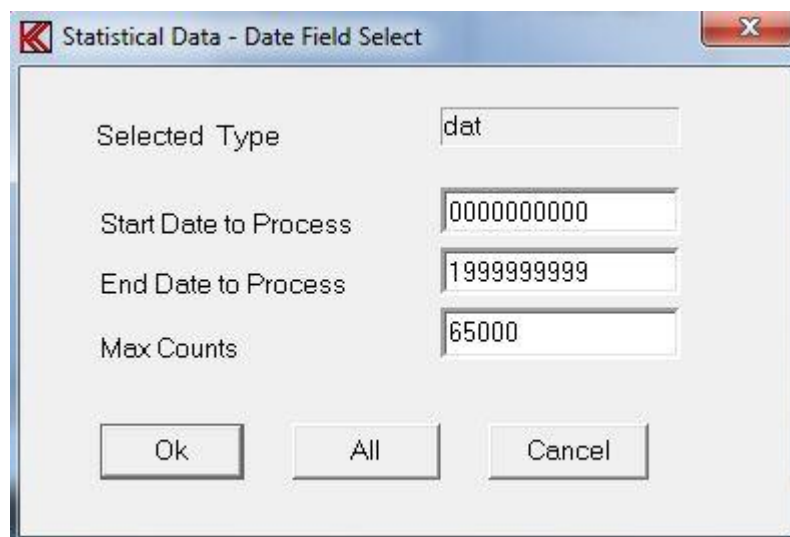 Statistical Data - Date Field Select
Selected Type dat
Start Date to Process 0000000000
End Date to Process 1999999999
Max Counts 65000
Ok All Cancel